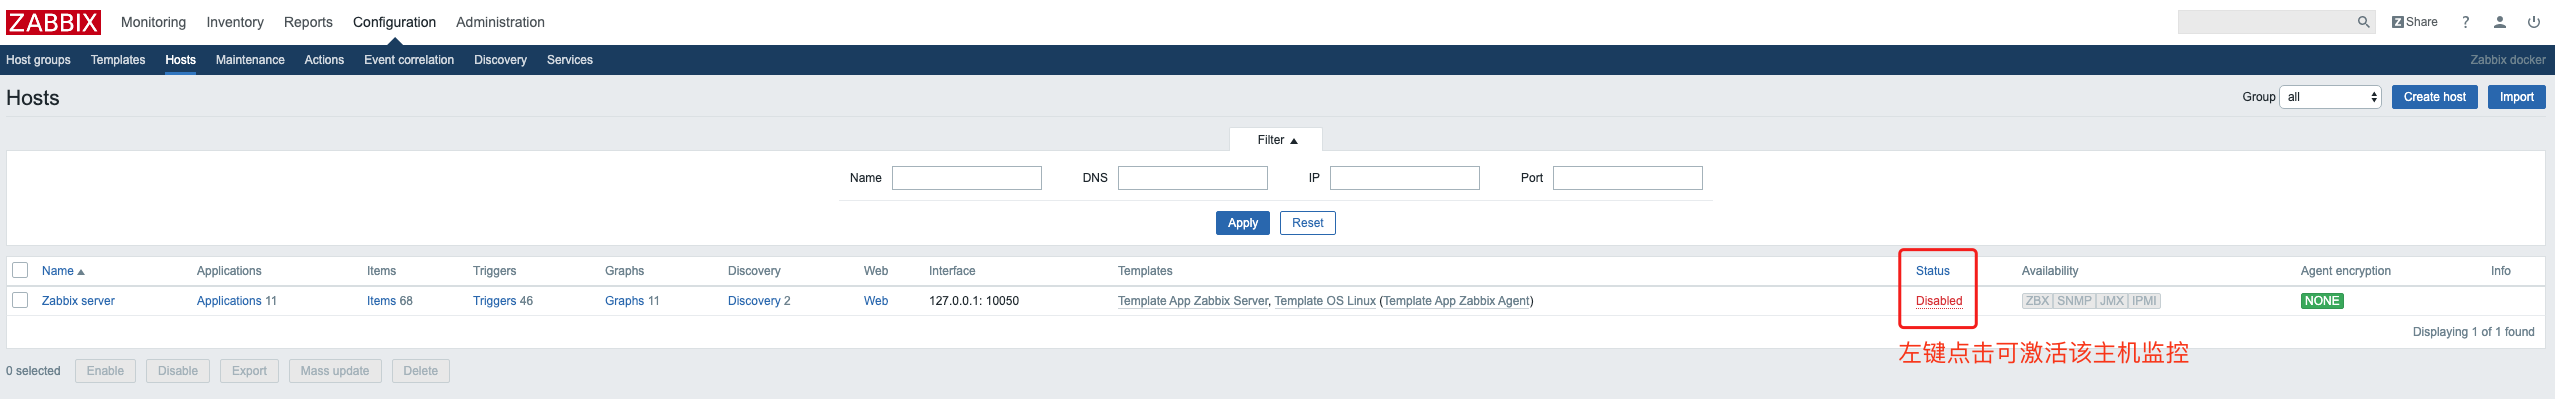 ZABBIX Monitoring Inventory Reports Configuration Administration Z Share ?
Host groups Templates Hosts Maintenance Actions Event correlation Discovery Services Zabbix docker
Hosts Group all Create host Import
Filter
Name DNS IP Port
Apply Reset
Name Applications Items Triggers Graphs Discovery Web Interface Templates Status Availability Agent encryption Info
Zabbix server Applications 11 Items 68 Triggers 46 Graphs 11 Discovery 2 Web 127.0.0.1: 10050 Template App Zabbix Server, Template OS Linux (Template App Zabbix Agent) Disabled ZBX SNMP JMX IPMI NONE
Displaying 1 of 1 found
左键点击可激活该主机监控
0 selected Enable Disable Export Mass update Delete